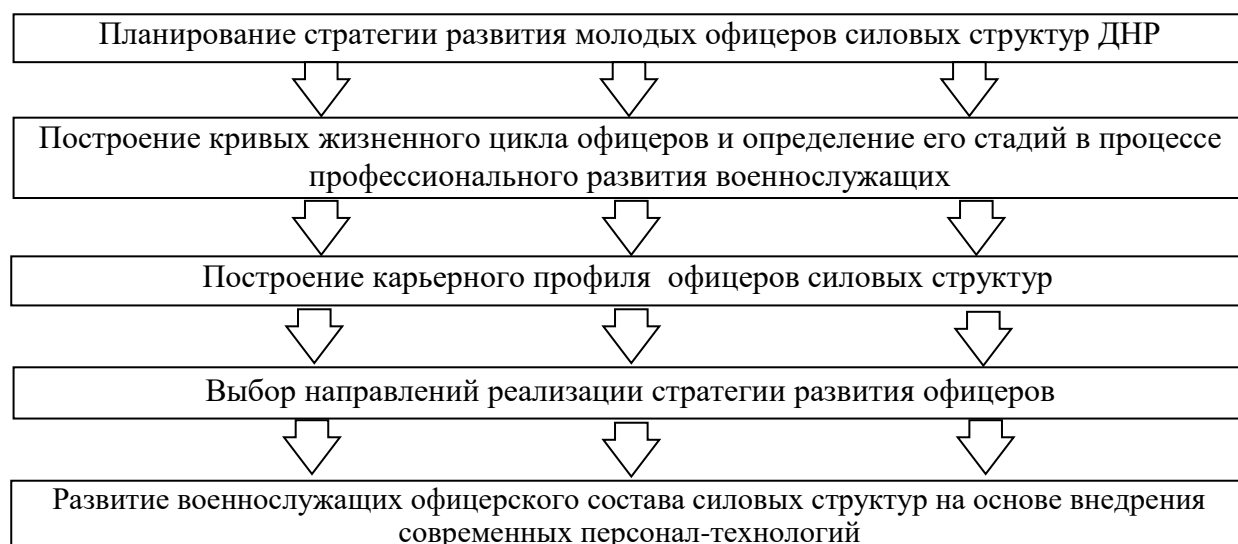 Планирование стратегии развития молодых офицеров силовых структур ДНР
Построение кривых жизненного цикла офицеров и определение его стадий в процессе
профессионального развития военнослужащих
Построение карьерного профиля офицеров силовых структур
Выбор направлений реализации стратегии развития офицеров
Развитие военнослужащих офицерского состава силовых структур на основе внедрения
современных персонал-технологий